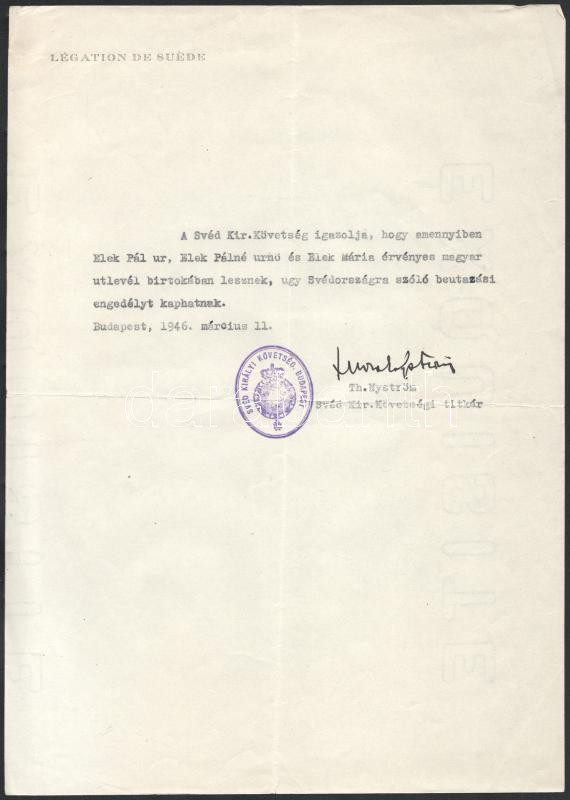 LÉGATION DE SUÈDE
A Svéd Kir.Követség igazolja, hogy amennyiben
Elek Pál ur, Elek Pálné urnő és Elek Mária érvényes magyar
utlevél birtokában lesznek, ugy Svédországra szóló beutazási
engedélyt kaphatnak.
Budapest, 1946. március 11.
SVÉD KIRÁLYI KÖVETSÉG. BUDAPEST
Th.Nyström
Svéd Kir.Követségi titkár